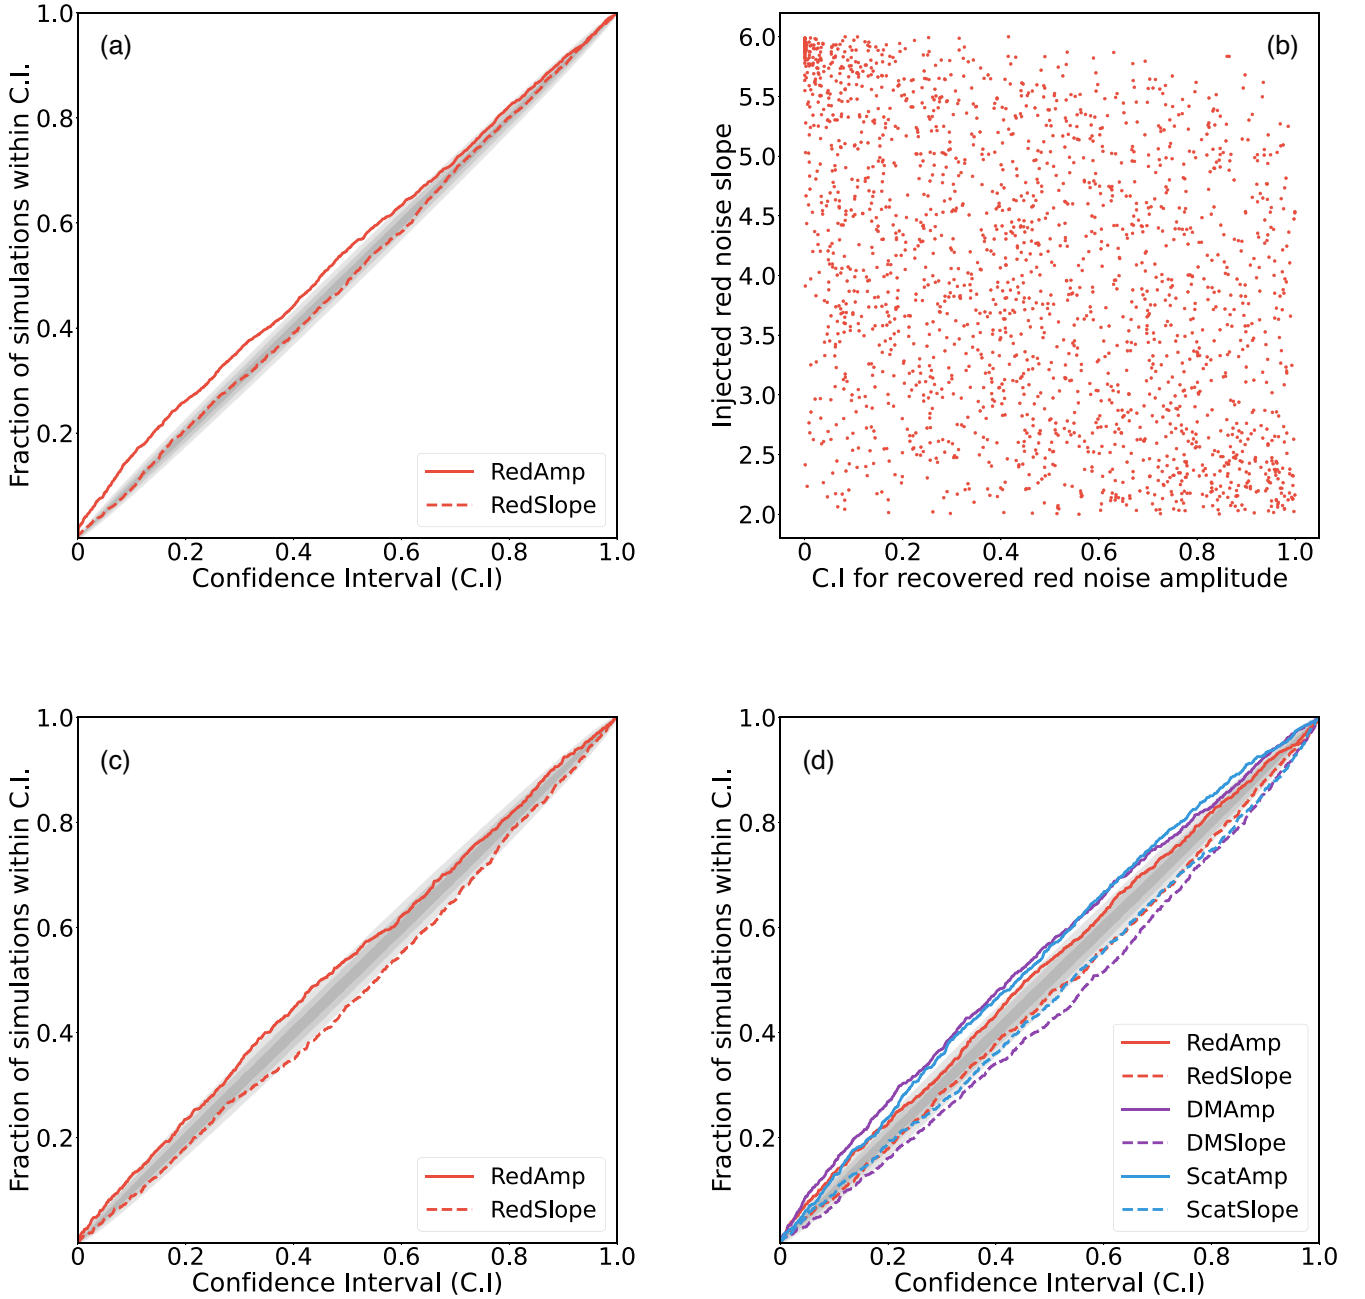 (a)
Fraction of simulations within C.I.
1.0
0.8
0.6
0.4
0.2
0
0.2
0.4
0.6
0.8
1.0
Confidence Interval (C.I)
RedAmp
RedSlope
(b)
Injected red noise slope
6.0
5.5
5.0
4.5
4.0
3.5
3.0
2.5
2.0
0
0.2
0.4
0.6
0.8
1.0
C.I for recovered red noise amplitude
(c)
Fraction of simulations within C.I.
1.0
0.8
0.6
0.4
0.2
0
0.2
0.4
0.6
0.8
1.0
Confidence Interval (C.I)
RedAmp
RedSlope
(d)
Fraction of simulations within C.I.
1.0
0.8
0.6
0.4
0.2
0
0.2
0.4
0.6
0.8
1.0
Confidence Interval (C.I)
RedAmp
RedSlope
DMAmp
DMSlope
ScatAmp
ScatSlope